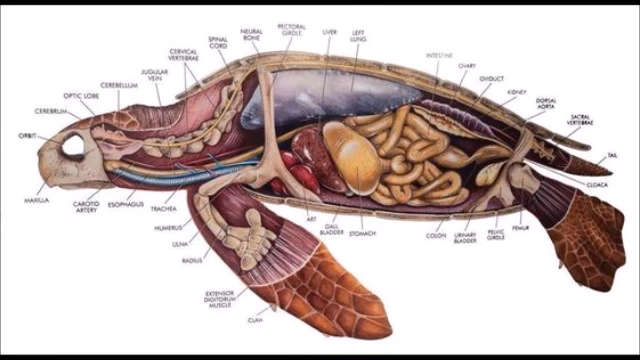 PECTORAL
GIRDLE
NEURAL
BONE
LIVER
LEFT
LUNG
SPINAL
CORD
CERVICAL
VERTEBRAE
INTESTINE
OVARY
JUGULAR
VEIN
OVIDUCT
CEREBELLUM
KIDNEY
OPTIC LOBE
DORSAL
AORTA
CEREBRUM
SACRAL
VERTEBRAE
ORBIT
TAIL
CLOACA
MAXILLA
CAROTID
ARTERY
ESOPHAGUS
TRACHEA
HUMERUS
ULNA
RADIUS
ART
GALL
BLADDER
STOMACH
COLON
URINARY
BLADDER
PELVIC
GIRDLE
FEMUR
EXTENSOR
DIGITORUM
MUSCLE